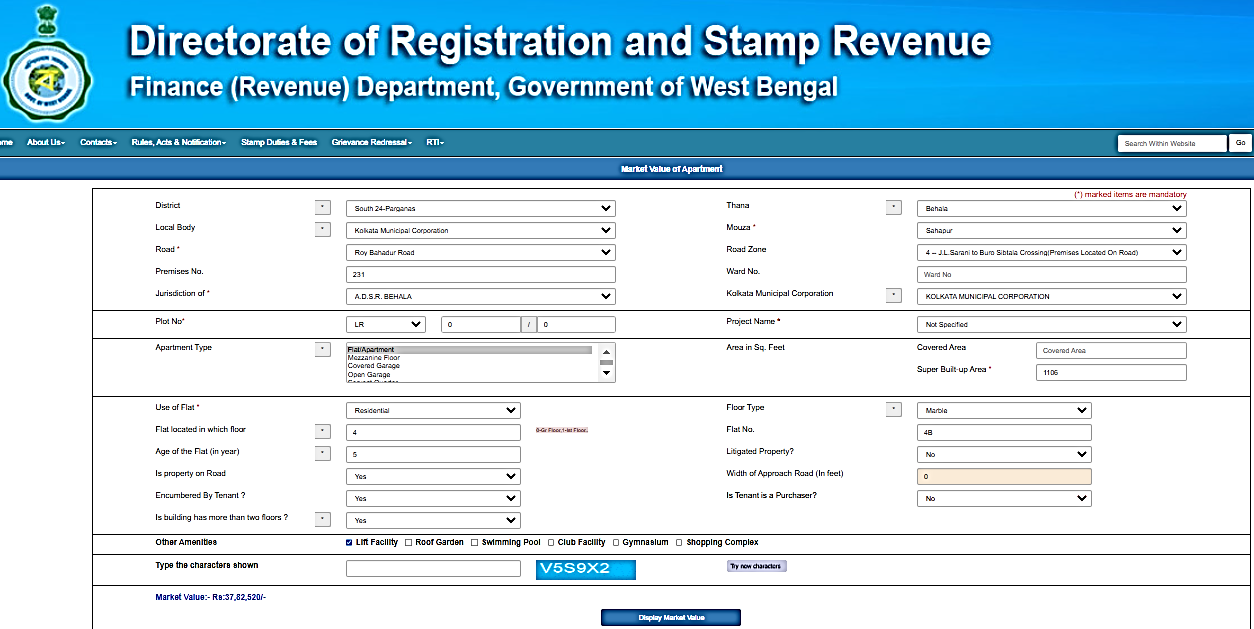 Directorate of Registration and Stamp Revenue
Finance (Revenue) Department, Government of West Bengal
ome About Us Contacts Rules, Acts & Notification Stamp Duties & Fees Grievance Redressal RTI Search Within Website Go
Market Value of Apartment
(*) marked items are mandatory
District * South 24-Parganas Thana * Behala
Local Body * Kolkata Municipal Corporation Mouza * Sahapur
Road * Roy Bahadur Road Road Zone 4 -- J.L.Sarani to Buro Sibtala Crossing(Premises Located On Road)
Premises No. 231 Ward No. Ward No
Jurisdiction of * A.D.S.R. BEHALA Kolkata Municipal Corporation * KOLKATA MUNICIPAL CORPORATION
Plot No* LR 0 / 0 Project Name * Not Specified
Apartment Type * Flat/Apartment Area in Sq. Feet Covered Area Covered Area
Mezzanine Floor
Covered Garage
Open Garage Super Built-up Area * 1106
Use of Flat * Residential Floor Type * Marble
Flat located in which floor * 4 0-Gr Floor,1-Ist Floor.. Flat No. 4B
Age of the Flat (in year) * 5 Litigated Property? No
Is property on Road Yes Width of Approach Road (In feet) 0
Encumbered By Tenant ? Yes Is Tenant is a Purchaser? No
Is building has more than two floors ? * Yes
Other Amenities Lift Facility Roof Garden Swimming Pool Club Facility Gymnasium Shopping Complex
Type the characters shown V5S9X2 Try new characters
Market Value:- Rs:37,82,520/-
Display Market Value